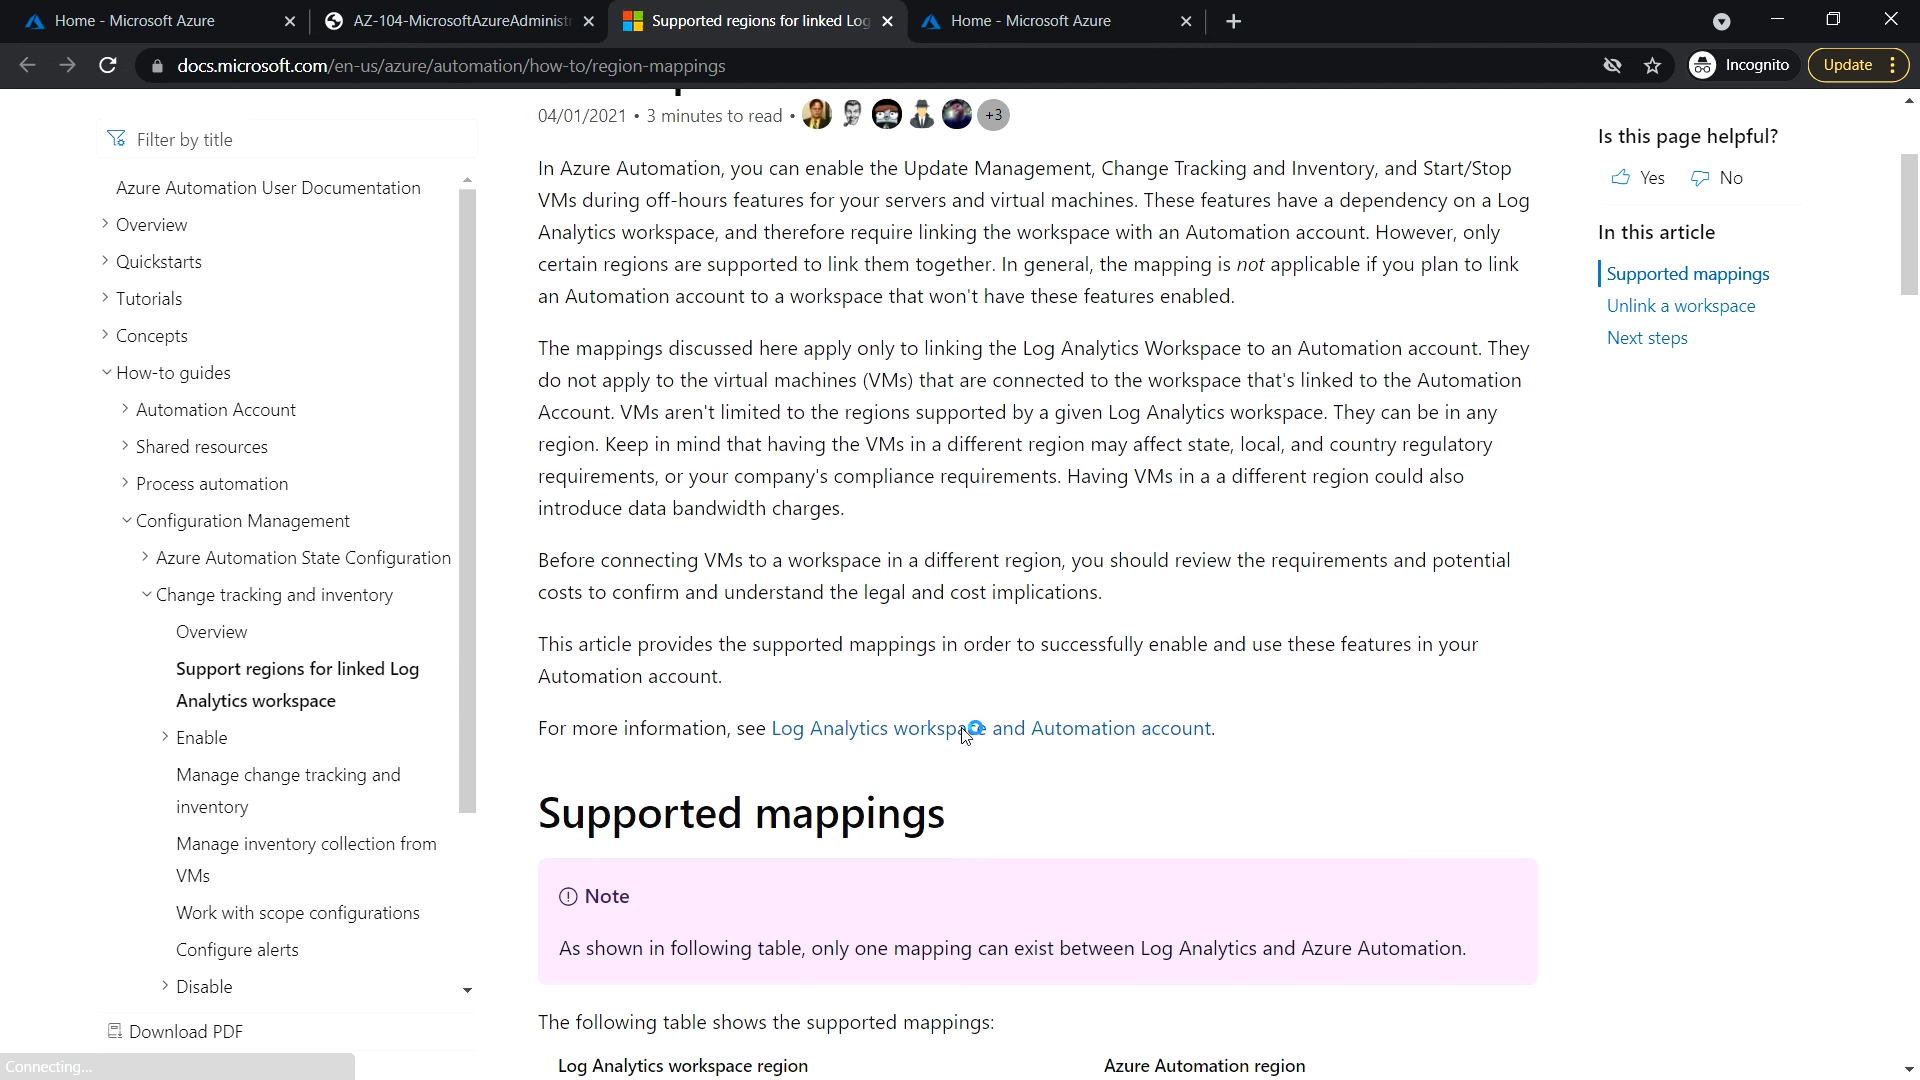 Home - Microsoft Azure
AZ-104-MicrosoftAzureAdministr
Supported regions for linked Log
Home - Microsoft Azure
docs.microsoft.com/en-us/azure/automation/how-to/region-mappings
Incognito
Update
04/01/2021 • 3 minutes to read •
+3
Filter by title
Azure Automation User Documentation
Overview
Quickstarts
Tutorials
Concepts
How-to guides
Automation Account
Shared resources
Process automation
Configuration Management
Azure Automation State Configuration
Change tracking and inventory
Overview
Support regions for linked Log
Analytics workspace
Enable
Manage change tracking and
inventory
Manage inventory collection from
VMs
Work with scope configurations
Configure alerts
Disable
Download PDF
Connecting...
In Azure Automation, you can enable the Update Management, Change Tracking and Inventory, and Start/Stop
VMs during off-hours features for your servers and virtual machines. These features have a dependency on a Log
Analytics workspace, and therefore require linking the workspace with an Automation account. However, only
certain regions are supported to link them together. In general, the mapping is not applicable if you plan to link
an Automation account to a workspace that won't have these features enabled.
The mappings discussed here apply only to linking the Log Analytics Workspace to an Automation account. They
do not apply to the virtual machines (VMs) that are connected to the workspace that's linked to the Automation
Account. VMs aren't limited to the regions supported by a given Log Analytics workspace. They can be in any
region. Keep in mind that having the VMs in a different region may affect state, local, and country regulatory
requirements, or your company's compliance requirements. Having VMs in a a different region could also
introduce data bandwidth charges.
Before connecting VMs to a workspace in a different region, you should review the requirements and potential
costs to confirm and understand the legal and cost implications.
This article provides the supported mappings in order to successfully enable and use these features in your
Automation account.
For more information, see Log Analytics workspace and Automation account.
Supported mappings
Note
As shown in following table, only one mapping can exist between Log Analytics and Azure Automation.
The following table shows the supported mappings:
Log Analytics workspace region
Azure Automation region
Is this page helpful?
Yes
No
In this article
Supported mappings
Unlink a workspace
Next steps